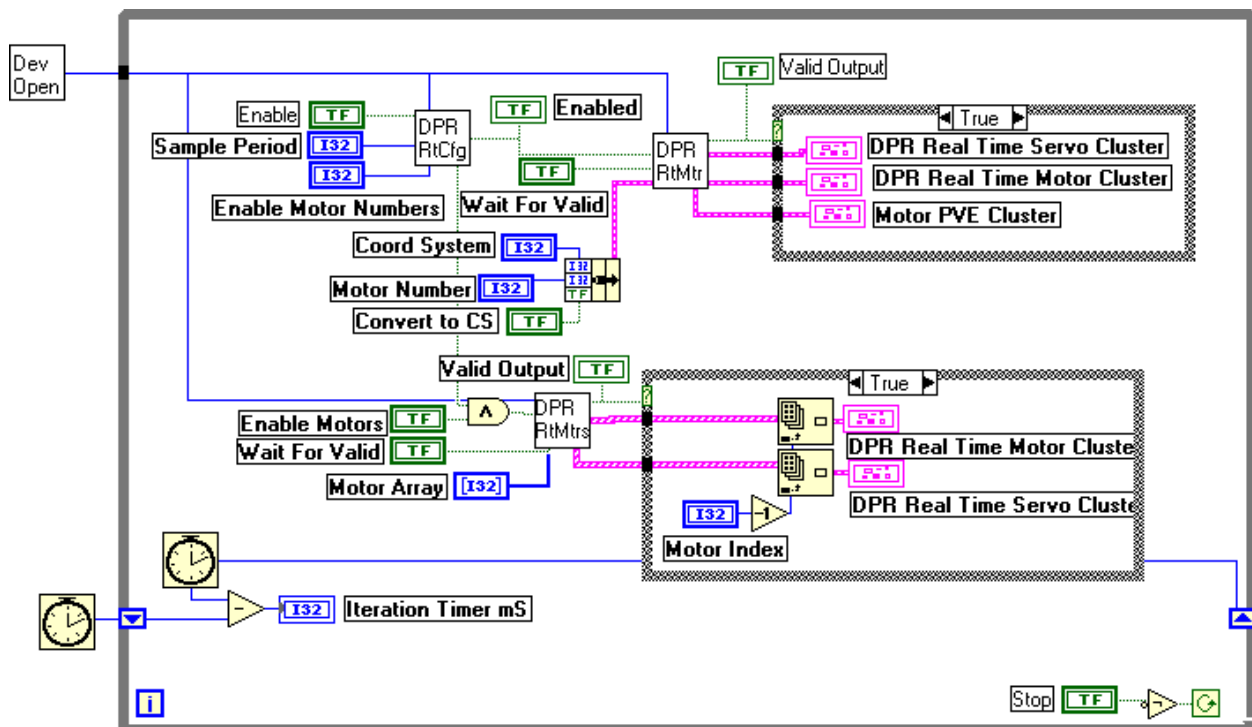 Dev
Open
Enable
TF
Sample Period
I32
I32
Enable Motor Numbers
DPR
RtCfg
TF
Enabled
TF
Wait For Valid
TF
Valid Output
DPR
RtMtr
True
?
DPR Real Time Servo Cluster
DPR Real Time Motor Cluster
Motor PVE Cluster
Coord System
I32
Motor Number
I32
Convert to CS
TF
I32
I32
TF
Valid Output
TF
Enable Motors
TF
Wait For Valid
TF
Motor Array
[I32]
DPR
RtMtrs
True
?
DPR Real Time Motor Cluste
DPR Real Time Servo Cluste
I32
-1
Motor Index
-
I32
Iteration Timer mS
i
Stop
TF